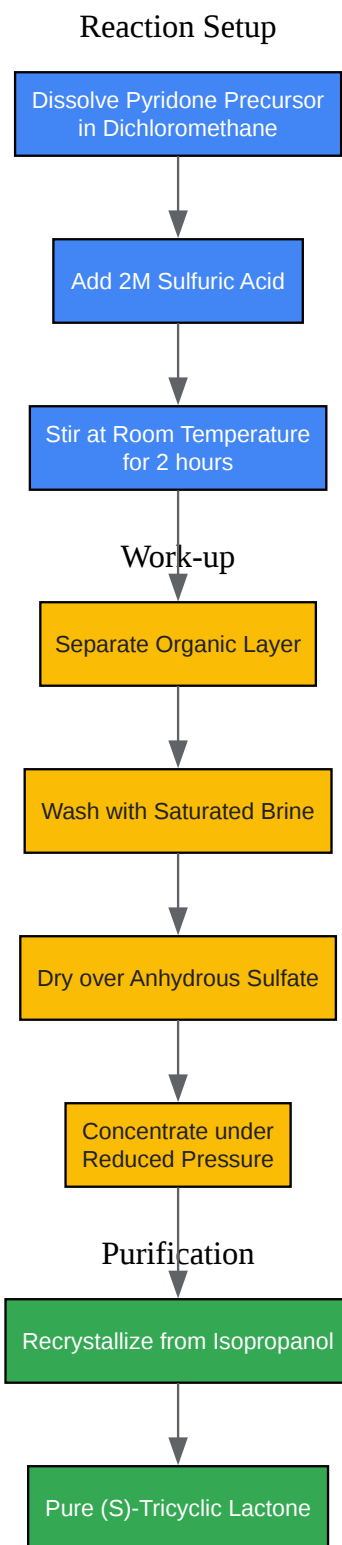 Reaction Setup
Dissolve Pyridone Precursor
in Dichloromethane
Add 2M Sulfuric Acid
Stir at Room Temperature
for 2 hours
Work-up
Separate Organic Layer
Wash with Saturated Brine
Dry over Anhydrous Sulfate
Concentrate under
Reduced Pressure
Purification
Recrystallize from Isopropanol
Pure (S)-Tricyclic Lactone